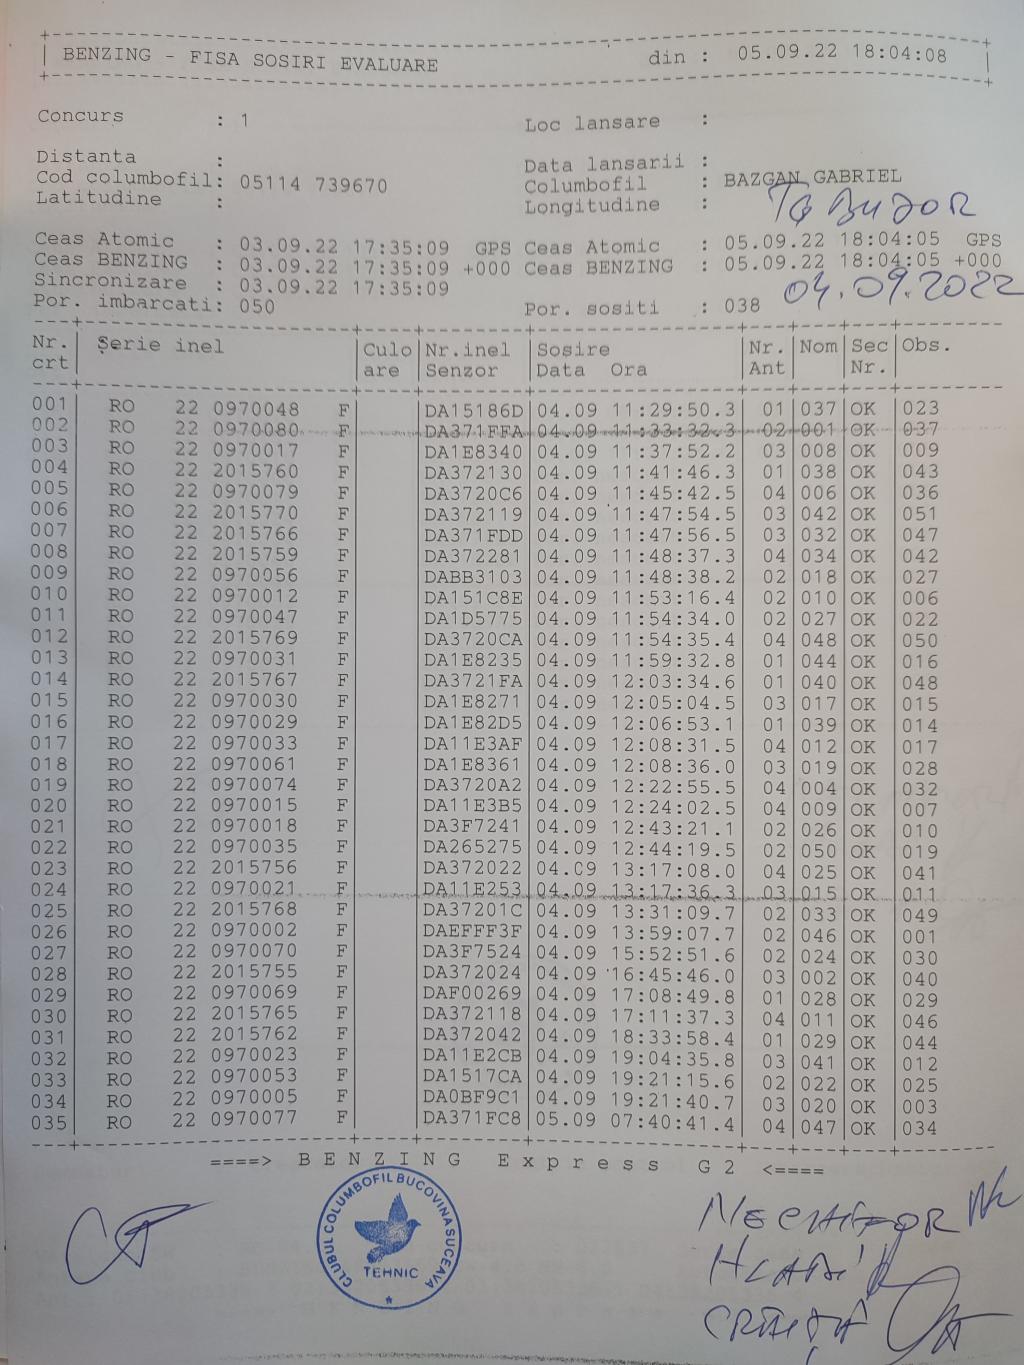 BENZING - FISA SOSIRI EVALUARE din : 05.09.22 18:04:08
Concurs : 1 Loc lansare :
Distanta : Data lansarii :
Cod columbofil: 05114 739670 Columbofil : BAZGAN GABRIEL
Latitudine : Longitudine :
Ceas Atomic : 03.09.22 17:35:09 GPS Ceas Atomic : 05.09.22 18:04:05 GPS
Ceas BENZING : 03.09.22 17:35:09 +000 Ceas BENZING : 05.09.22 18:04:05 +000
Sincronizare : 03.09.22 17:35:09 04.09.2022
Por. imbarcati: 050 Por. sositi : 038
Nr. Serie inel Culo Nr.inel Sosire Nr. Nom Sec Obs.
crt are Senzor Data Ora Ant Nr.
001 RO 22 0970048 F DA15186D 04.09 11:29:50.3 01 037 OK 023
002 RO 22 0970080 F DA371FFA 04.09 11:33:32.3 02 001 OK 037
003 RO 22 0970017 F DA1E8340 04.09 11:37:52.2 03 008 OK 009
004 RO 22 2015760 F DA372130 04.09 11:41:46.3 01 038 OK 043
005 RO 22 0970079 F DA3720C6 04.09 11:45:42.5 04 006 OK 036
006 RO 22 2015770 F DA372119 04.09 11:47:54.5 03 042 OK 051
007 RO 22 2015766 F DA371FDD 04.09 11:47:56.5 03 032 OK 047
008 RO 22 2015759 F DA372281 04.09 11:48:37.3 04 034 OK 042
009 RO 22 0970056 F DABB3103 04.09 11:48:38.2 02 018 OK 027
010 RO 22 0970012 F DA151C8E 04.09 11:53:16.4 02 010 OK 006
011 RO 22 0970047 F DA1D5775 04.09 11:54:34.0 02 027 OK 022
012 RO 22 2015769 F DA3720CA 04.09 11:54:35.4 04 048 OK 050
013 RO 22 0970031 F DA1E8235 04.09 11:59:32.8 01 044 OK 016
014 RO 22 2015767 F DA3721FA 04.09 12:03:34.6 01 040 OK 048
015 RO 22 0970030 F DA1E8271 04.09 12:05:04.5 03 017 OK 015
016 RO 22 0970029 F DA1E82D5 04.09 12:06:53.1 01 039 OK 014
017 RO 22 0970033 F DA11E3AF 04.09 12:08:31.5 04 012 OK 017
018 RO 22 0970061 F DA1E8361 04.09 12:08:36.0 03 019 OK 028
019 RO 22 0970074 F DA3720A2 04.09 12:22:55.5 04 004 OK 032
020 RO 22 0970015 F DA11E3B5 04.09 12:24:02.5 04 009 OK 007
021 RO 22 0970018 F DA3F7241 04.09 12:43:21.1 02 026 OK 010
022 RO 22 0970035 F DA265275 04.09 12:44:19.5 02 050 OK 019
023 RO 22 2015756 F DA372022 04.09 13:17:08.0 04 025 OK 041
024 RO 22 0970021 F DA11E253 04.09 13:17:36.3 03 015 OK 011
025 RO 22 2015768 F DA37201C 04.09 13:31:09.7 02 033 OK 049
026 RO 22 0970002 F DAEFFF3F 04.09 13:59:07.7 02 046 OK 001
027 RO 22 0970070 F DA3F7524 04.09 15:52:51.6 02 024 OK 030
028 RO 22 2015755 F DA372024 04.09 16:45:46.0 03 002 OK 040
029 RO 22 0970069 F DAF00269 04.09 17:08:49.8 01 028 OK 029
030 RO 22 2015765 F DA372118 04.09 17:11:37.3 04 011 OK 046
031 RO 22 2015762 F DA372042 04.09 18:33:58.4 01 029 OK 044
032 RO 22 0970023 F DA11E2CB 04.09 19:04:35.8 03 041 OK 012
033 RO 22 0970053 F DA1517CA 04.09 19:21:15.6 02 022 OK 025
034 RO 22 0970005 F DA0BF9C1 04.09 19:21:40.7 03 020 OK 003
035 RO 22 0970077 F DA371FC8 05.09 07:40:41.4 04 047 OK 034
====> BENZING Express G2 <====
CLUBUL COLUMBOFIL BUCOVINA SUCEAVA
TEHNIC